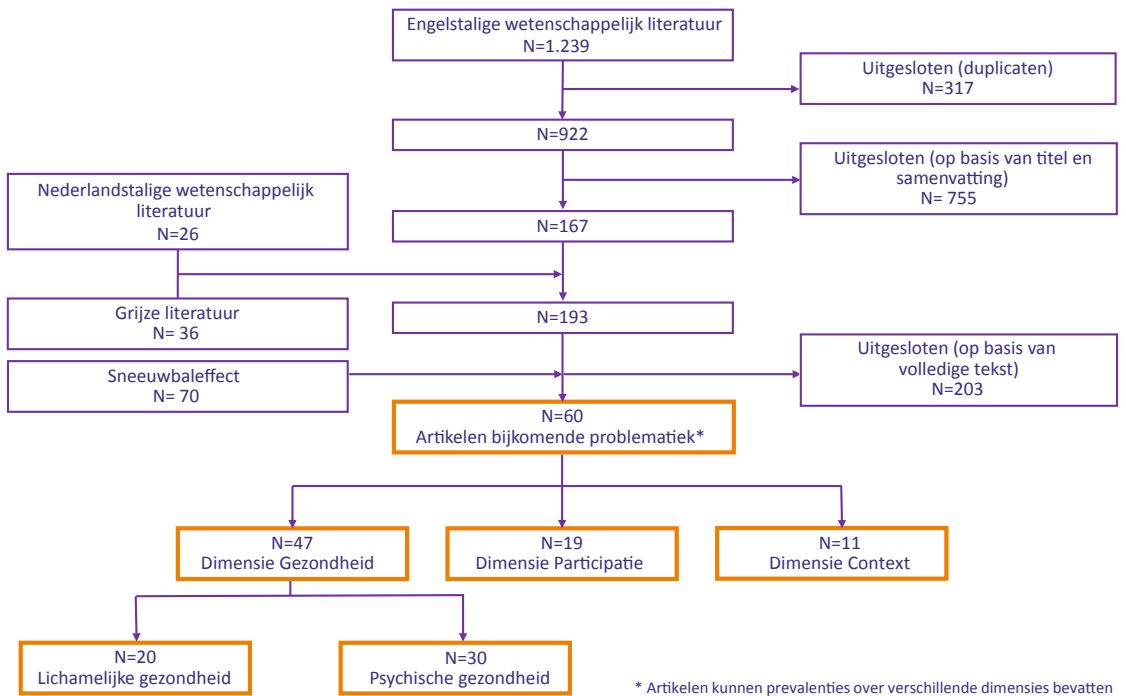 Engelstalige wetenschappelijk literatuur
N=1.239
Uitgesloten (duplicaten)
N=317
N=922
Uitgesloten (op basis van titel en
samenvatting)
N= 755
Nederlandstalige wetenschappelijk
literatuur
N=26
N=167
Grijze literatuur
N= 36
N=193
Uitgesloten (op basis van
volledige tekst)
N=203
Sneeuwbaleffect
N= 70
N=60
Artikelen bijkomende problematiek*
N=47
Dimensie Gezondheid
N=19
Dimensie Participatie
N=11
Dimensie Context
N=20
Lichamelijke gezondheid
N=30
Psychische gezondheid
* Artikelen kunnen prevalenties over verschillende dimensies bevatten